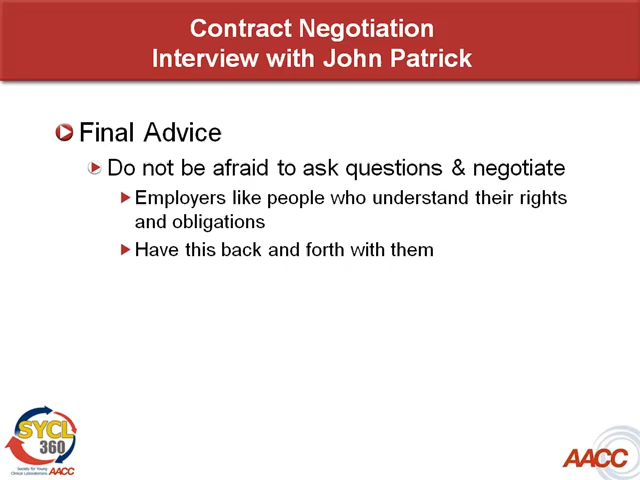 Contract Negotiation
Interview with John Patrick
Final Advice
Do not be afraid to ask questions & negotiate
Employers like people who understand their rights
and obligations
Have this back and forth with them
SYCL
360
Society for Young
Clinical Laboratorians AACC
AACC